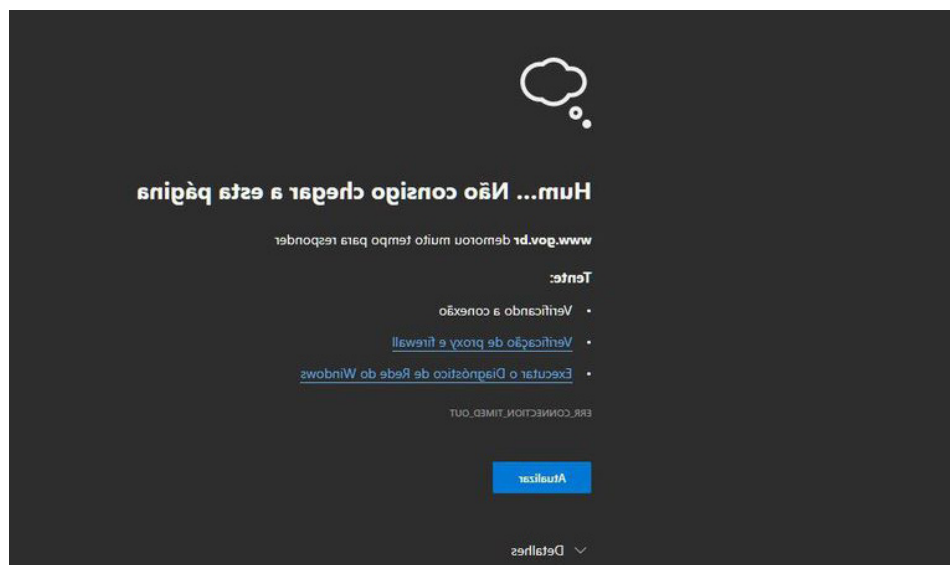 Hum... Não consigo chegar a esta página
www.gov.br demorou muito tempo para responder
Tente:
• Verificando a conexão
• Verificação de proxy e firewall
• Executar o Diagnóstico de Rede do Windows
ERR_CONNECTION_TIMED_OUT
Atualizar
Detalhes